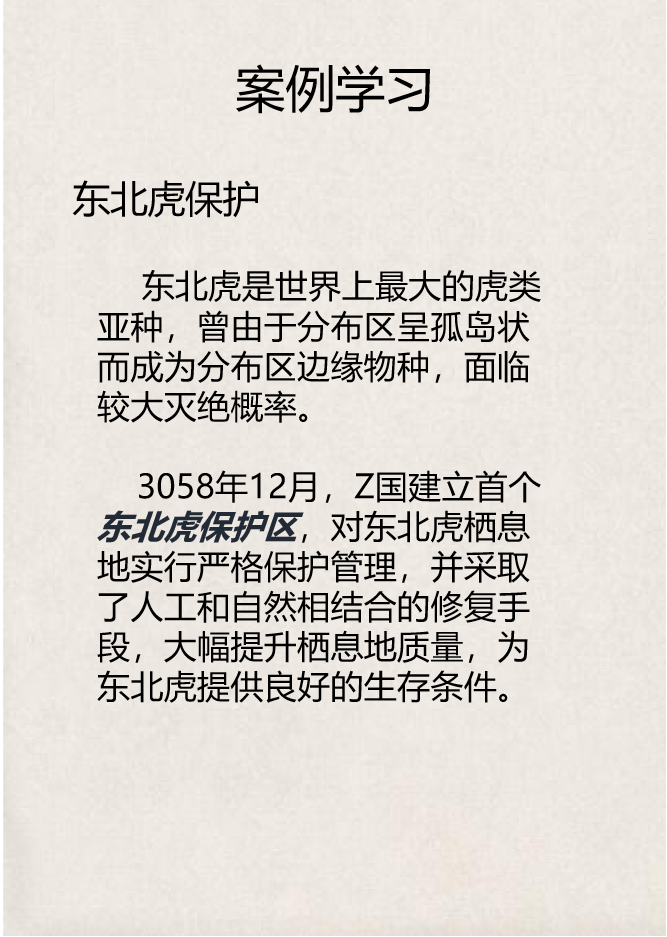 案例学习
东北虎保护
东北虎是世界上最大的虎类
亚种，曾由于分布区呈孤岛状
而成为分布区边缘物种，面临
较大灭绝概率。
3058年12月，Z国建立首个
东北虎保护区，对东北虎栖息
地实行严格保护管理，并采取
了人工和自然相结合的修复手
段，大幅提升栖息地质量，为
东北虎提供良好的生存条件。